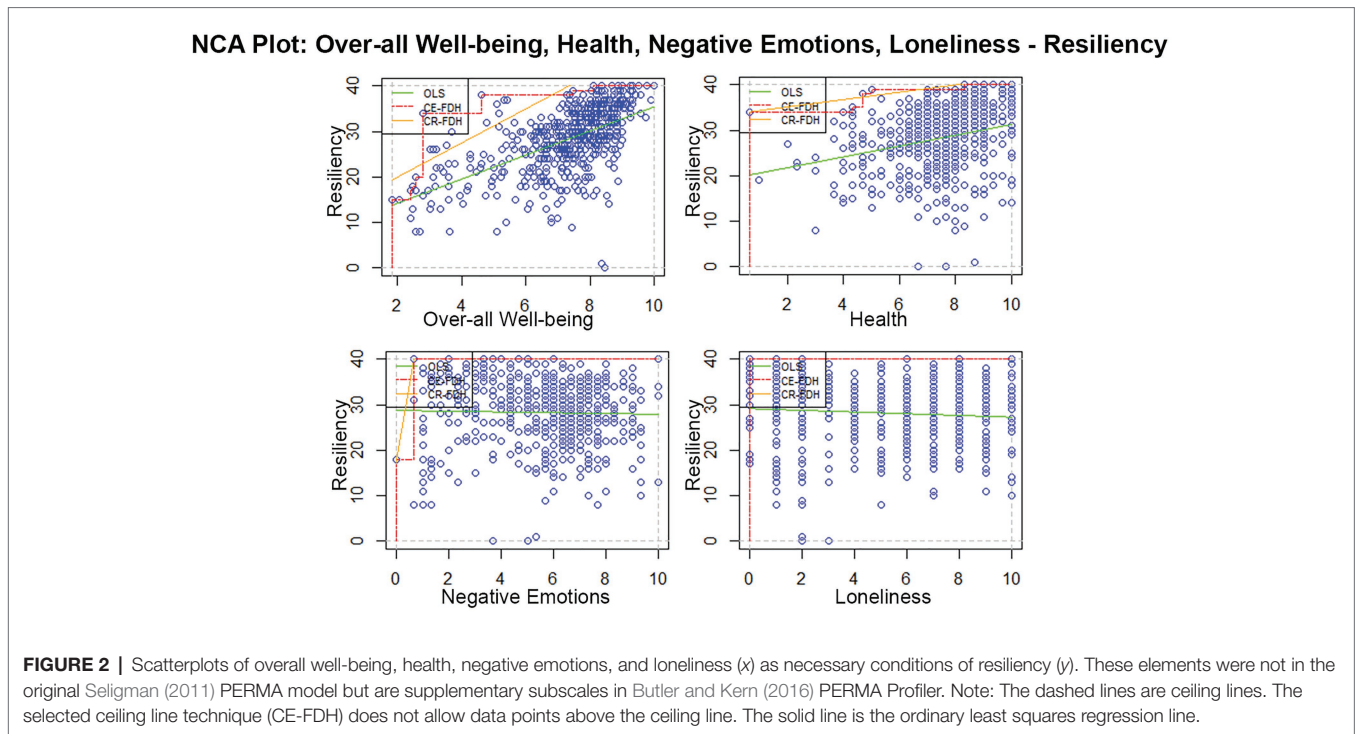 NCA Plot: Over-all Well-being, Health, Negative Emotions, Loneliness - Resiliency
Resiliency
40
30
20
10
0
OLS
CE-FDH
CR-FDH
2 4 6 8 10
Over-all Well-being
Resiliency
40
30
20
10
0
OLS
CE-FDH
CR-FDH
2 4 6 8 10
Health
Resiliency
40
30
20
10
0
OLS
CE-FDH
CR-FDH
0 2 4 6 8 10
Negative Emotions
Resiliency
40
30
20
10
0
OLS
CE-FDH
CR-FDH
0 2 4 6 8 10
Loneliness
FIGURE 2 | Scatterplots of overall well-being, health, negative emotions, and loneliness (x) as necessary conditions of resiliency (y). These elements were not in the
original Seligman (2011) PERMA model but are supplementary subscales in Butler and Kern (2016) PERMA Profiler. Note: The dashed lines are ceiling lines. The
selected ceiling line technique (CE-FDH) does not allow data points above the ceiling line. The solid line is the ordinary least squares regression line.